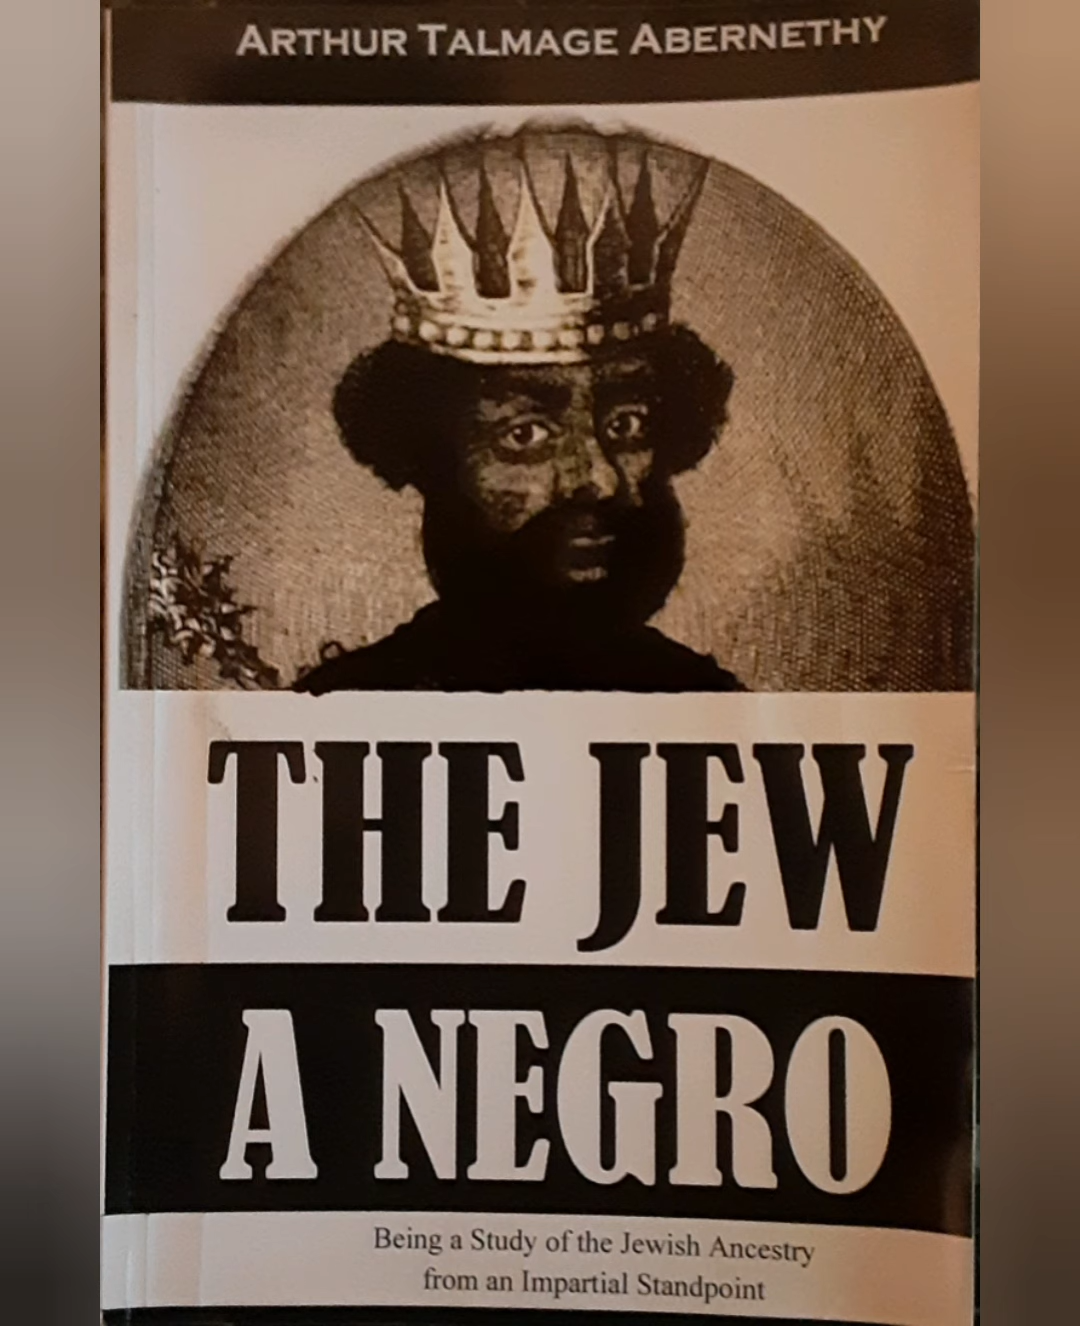 ARTHUR TALMAGE ABERNETHY
THE JEW
A NEGRO
Being a Study of the Jewish Ancestry
from an Impartial Standpoint